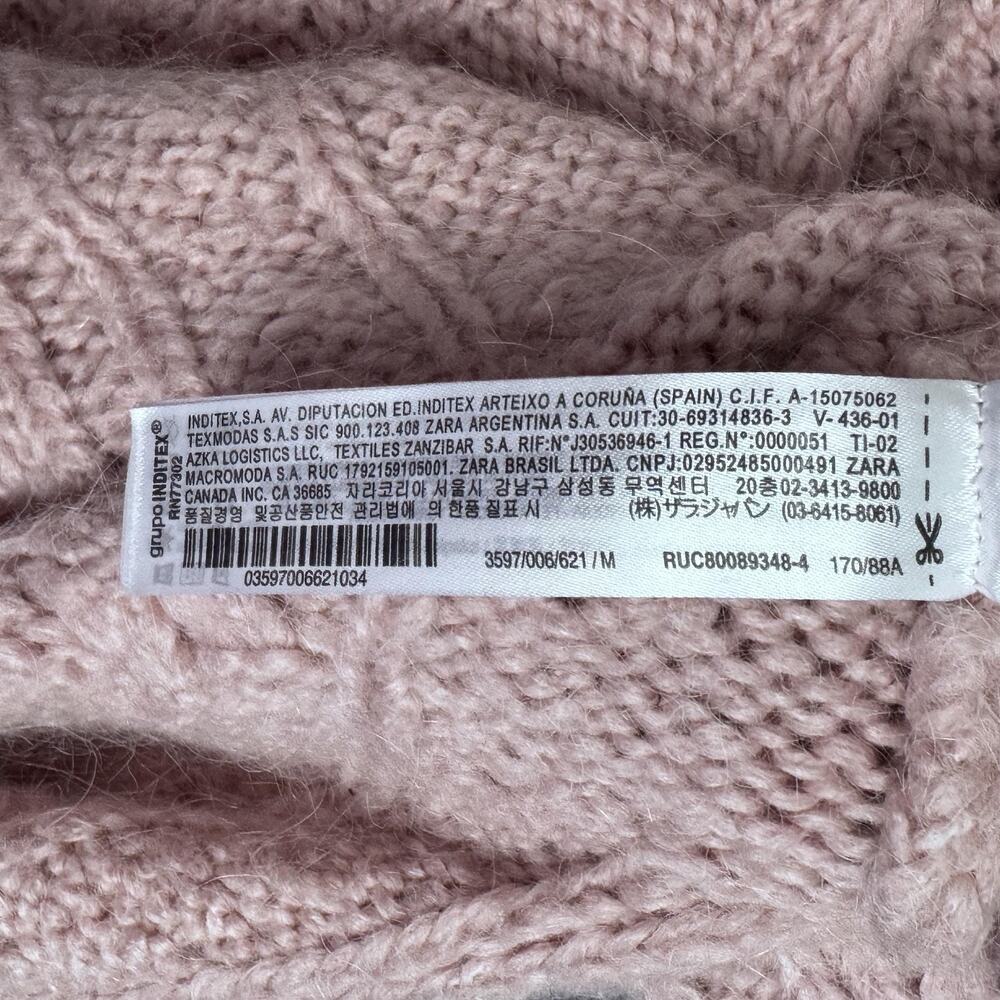 grupo INDITEX®
RN77302
INDITEX,S.A. AV. DIPUTACION ED.INDITEX ARTEIXO A CORUÑA (SPAIN) C.I.F. A-15075062
TEXMODAS S.A.S SIC 900.123.408 ZARA ARGENTINA S.A. CUIT:30-69314836-3 V- 436-01
AZKA LOGISTICS LLC, TEXTILES ZANZIBAR S.A. RIF:N°J30536946-1 REG.N°:0000051 TI-02
MACROMODA S.A. RUC 1792159105001. ZARA BRASIL LTDA. CNPJ:02952485000491 ZARA
CANADA INC. CA 36685 자라코리아 서울시 강남구 삼성동 무역센터 20층 02-3413-9800
품질경영 및공산품안전 관리법에 의한품 질표 시 (株)ザラジャパン (03-6415-8061)
03597006621034 3597/006/621 / M RUC80089348-4 170/88A